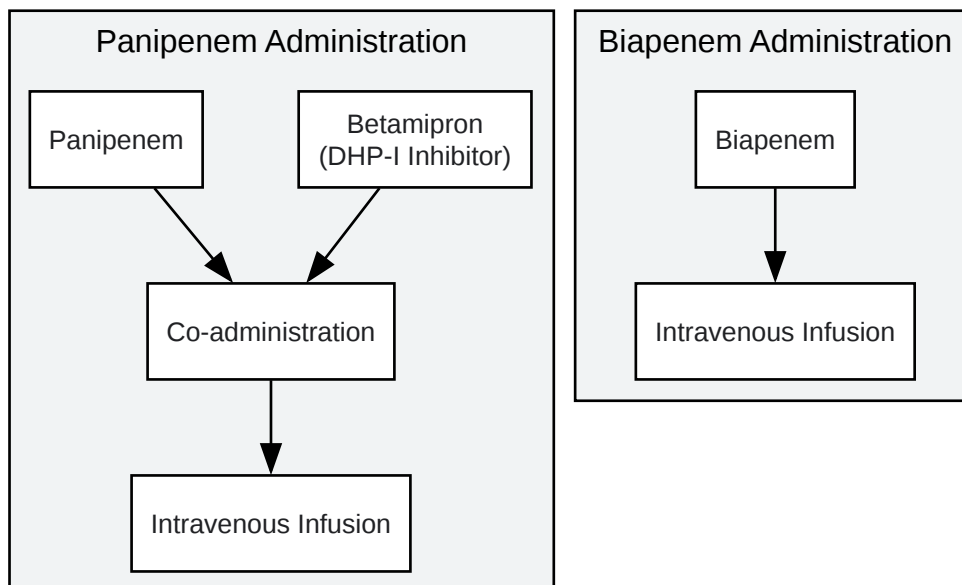 Panipenem Administration
Panipenem
Betamipron
(DHP-I Inhibitor)
Co-administration
Intravenous Infusion
Biapenem Administration
Biapenem
Intravenous Infusion